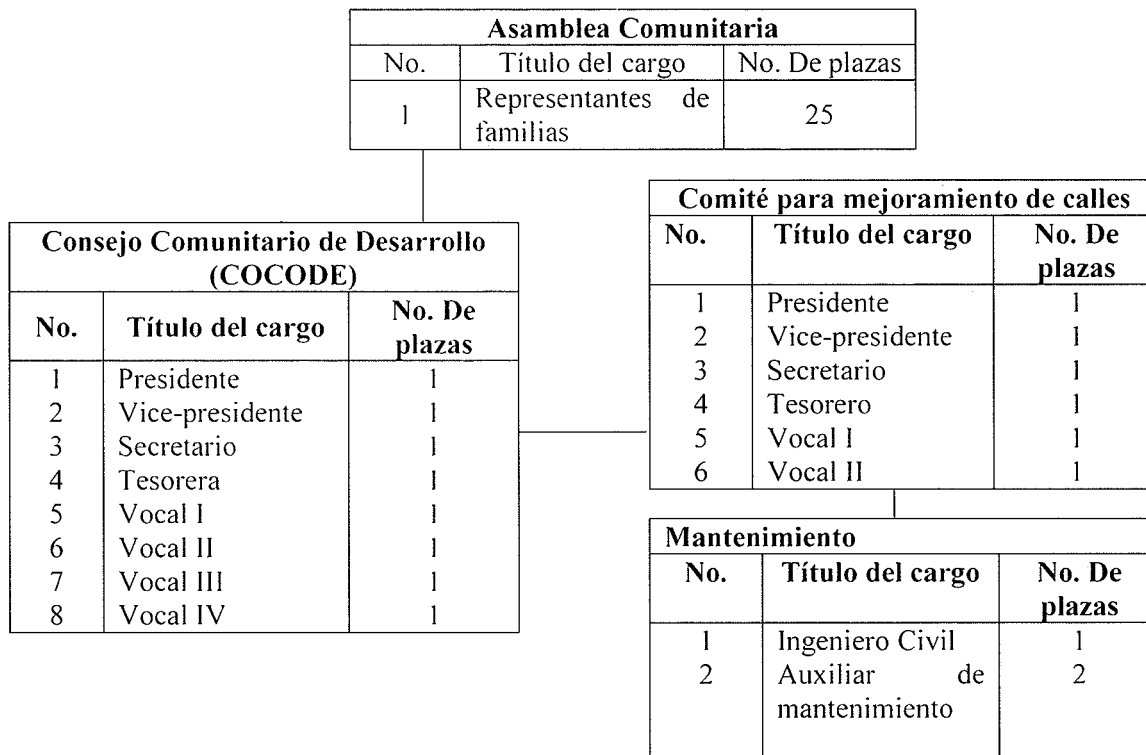 Asamblea Comunitaria
No. Título del cargo No. De plazas
1 Representantes de familias 25
Consejo Comunitario de Desarrollo
(COCODE)
No. Título del cargo No. De plazas
1 Presidente 1
2 Vice-presidente 1
3 Secretario 1
4 Tesorera 1
5 Vocal I 1
6 Vocal II 1
7 Vocal III 1
8 Vocal IV 1
Comité para mejoramiento de calles
No. Título del cargo No. De plazas
1 Presidente 1
2 Vice-presidente 1
3 Secretario 1
4 Tesorero 1
5 Vocal I 1
6 Vocal II 1
Mantenimiento
No. Título del cargo No. De plazas
1 Ingeniero Civil 1
2 Auxiliar de mantenimiento 2